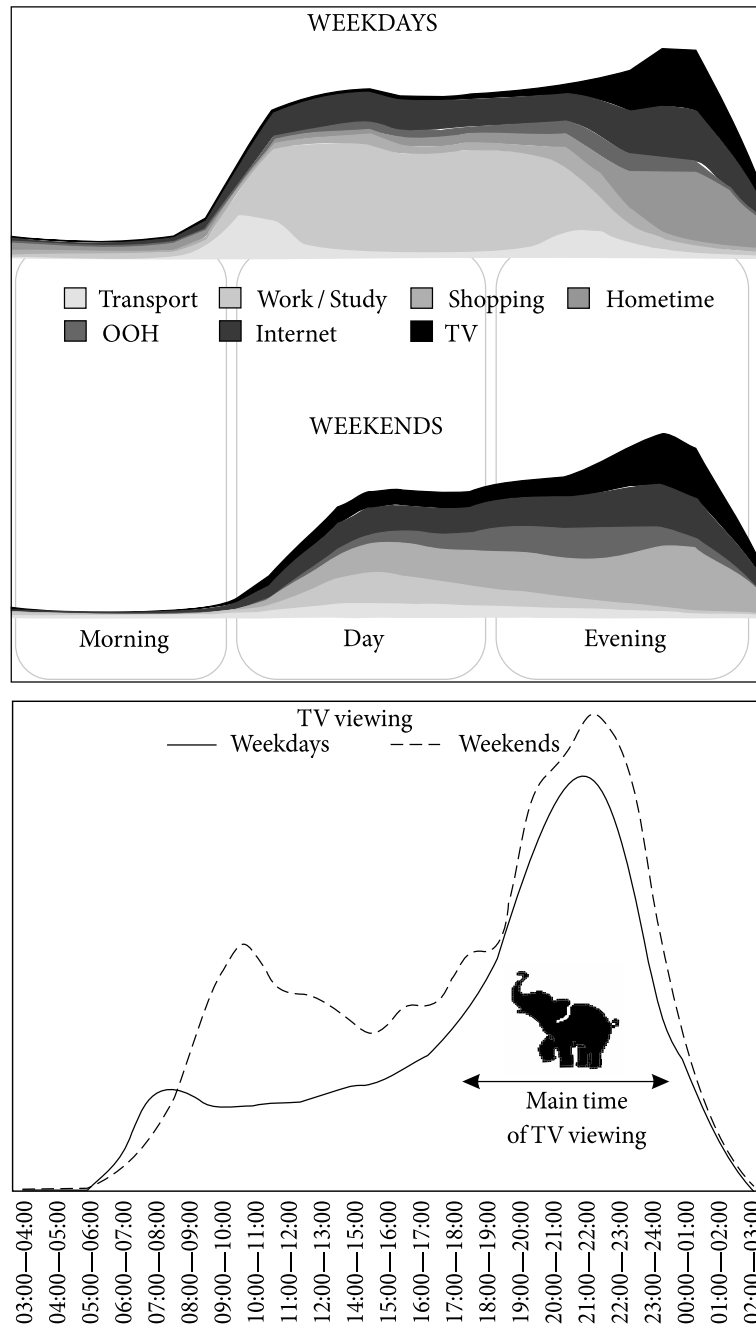 WEEKDAYS
Transport Work / Study Shopping Hometime
OOH Internet TV
WEEKENDS
Morning Day Evening
TV viewing
Weekdays Weekends
Main time
of TV viewing
03:00—04:00
04:00—05:00
05:00—06:00
06:00—07:00
07:00—08:00
08:00—09:00
09:00—10:00
10:00—11:00
11:00—12:00
13:00—14:00
14:00—15:00
15:00—16:00
16:00—17:00
17:00—18:00
18:00—19:00
19:00—20:00
20:00—21:00
21:00—22:00
22:00—23:00
23:00—24:00
00:00—01:00
01:00—02:00
02:00—03:00